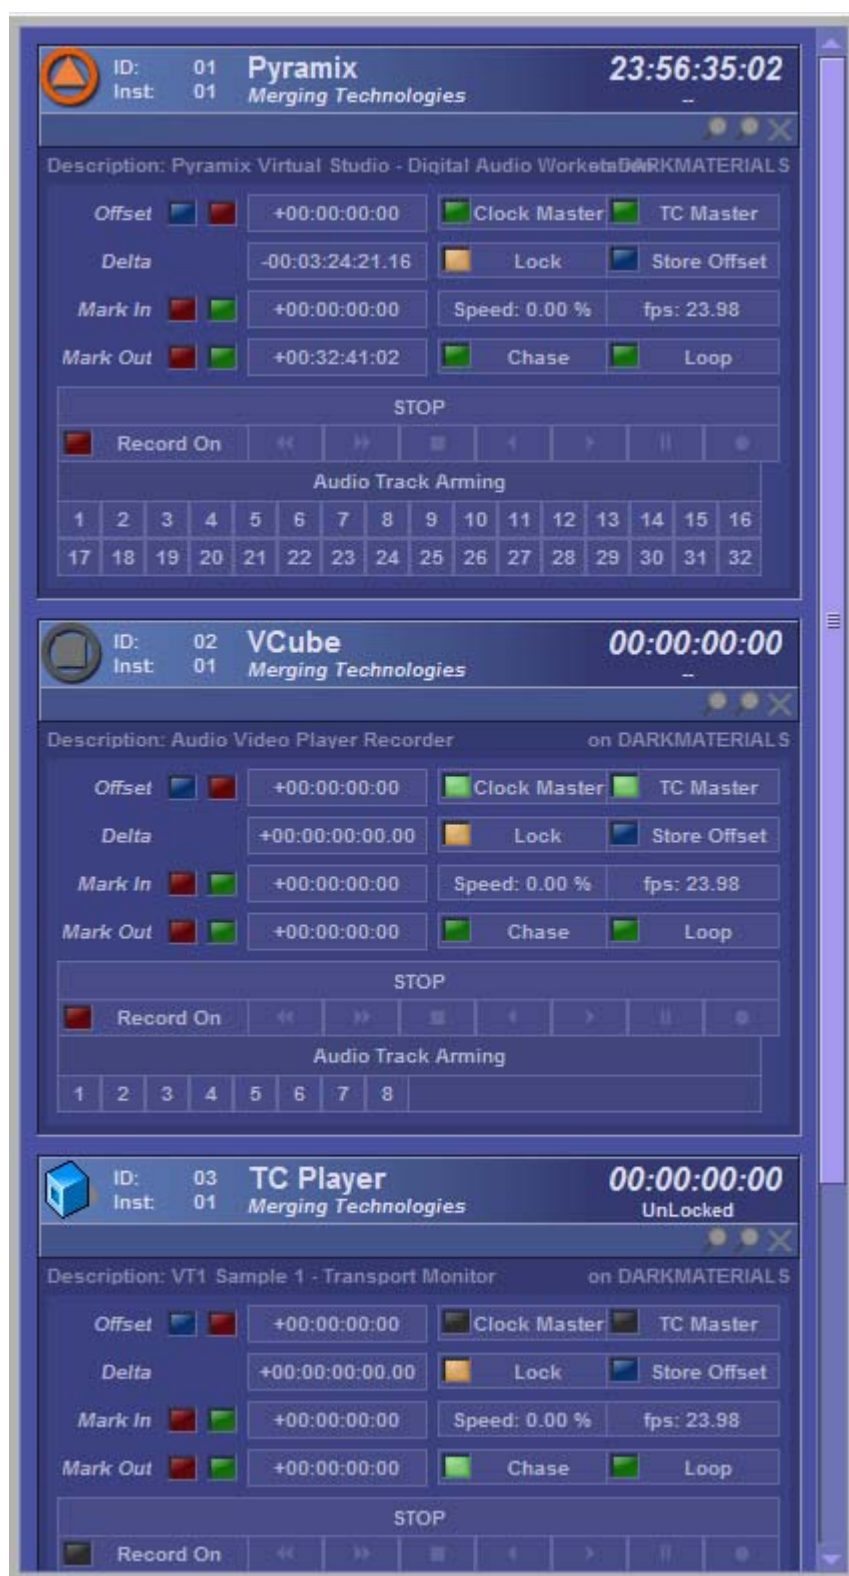 ID: 01 Pyramix 23:56:35:02
Inst: 01 Merging Technologies --
Description: Pyramix Virtual Studio - Digital Audio Workstation on DARKMATERIALS
Offset +00:00:00:00 Clock Master TC Master
Delta -00:03:24:21.16 Lock Store Offset
Mark In +00:00:00:00 Speed: 0.00 % fps: 23.98
Mark Out +00:32:41:02 Chase Loop
STOP
Record On
Audio Track Arming
1 2 3 4 5 6 7 8 9 10 11 12 13 14 15 16
17 18 19 20 21 22 23 24 25 26 27 28 29 30 31 32
ID: 02 VCube 00:00:00:00
Inst: 01 Merging Technologies --
Description: Audio Video Player Recorder on DARKMATERIALS
Offset +00:00:00:00 Clock Master TC Master
Delta +00:00:00:00.00 Lock Store Offset
Mark In +00:00:00:00 Speed: 0.00 % fps: 23.98
Mark Out +00:00:00:00 Chase Loop
STOP
Record On
Audio Track Arming
1 2 3 4 5 6 7 8
ID: 03 TC Player 00:00:00:00
Inst: 01 Merging Technologies UnLocked
Description: VT1 Sample 1 - Transport Monitor on DARKMATERIALS
Offset +00:00:00:00 Clock Master TC Master
Delta +00:00:00:00.00 Lock Store Offset
Mark In +00:00:00:00 Speed: 0.00 % fps: 23.98
Mark Out +00:00:00:00 Chase Loop
STOP
Record On